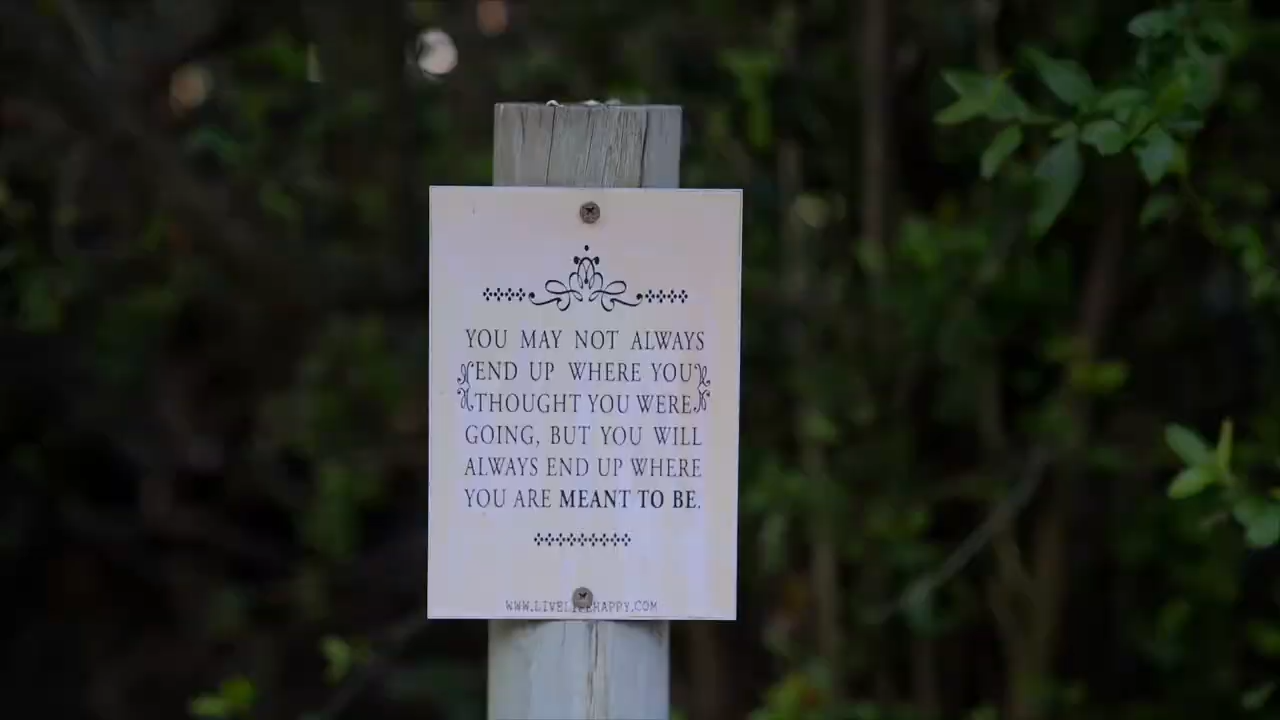 YOU MAY NOT ALWAYS
END UP WHERE YOU
THOUGHT YOU WERE
GOING, BUT YOU WILL
ALWAYS END UP WHERE
YOU ARE MEANT TO BE.
WWW.LIVELIFEHAPPY.COM